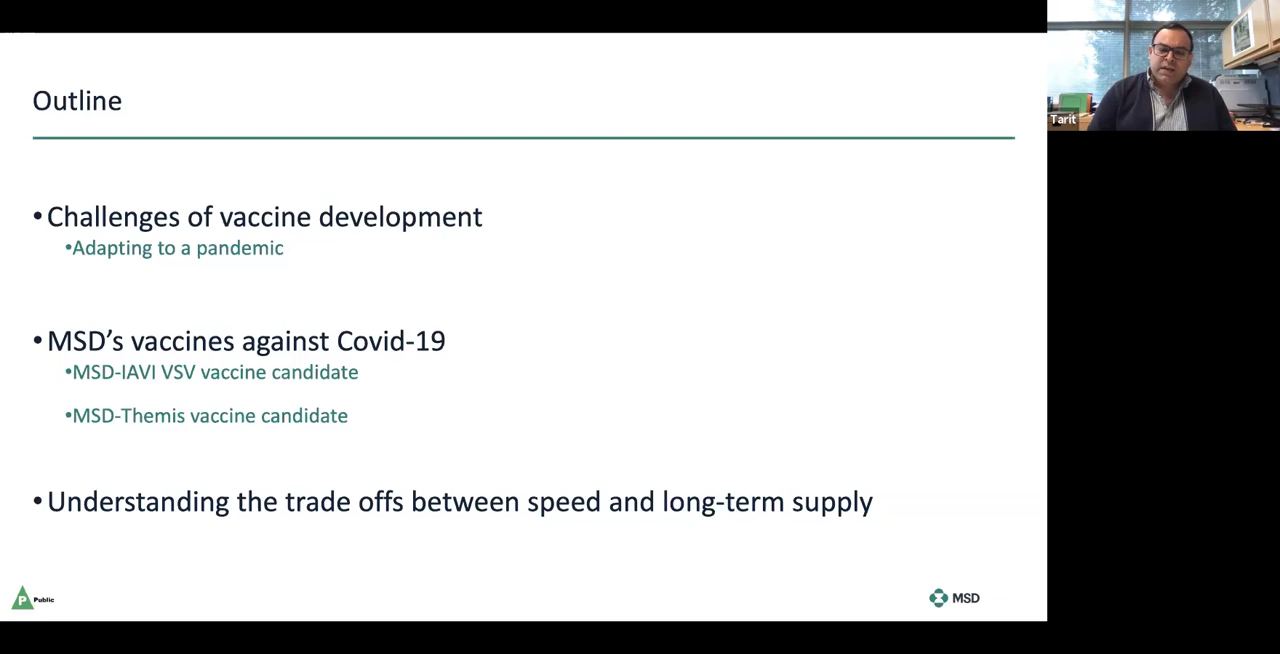 Outline
•Challenges of vaccine development
•Adapting to a pandemic
•MSD’s vaccines against Covid-19
•MSD-IAVI VSV vaccine candidate
•MSD-Themis vaccine candidate
•Understanding the trade offs between speed and long-term supply
P Public
MSD
Tarit